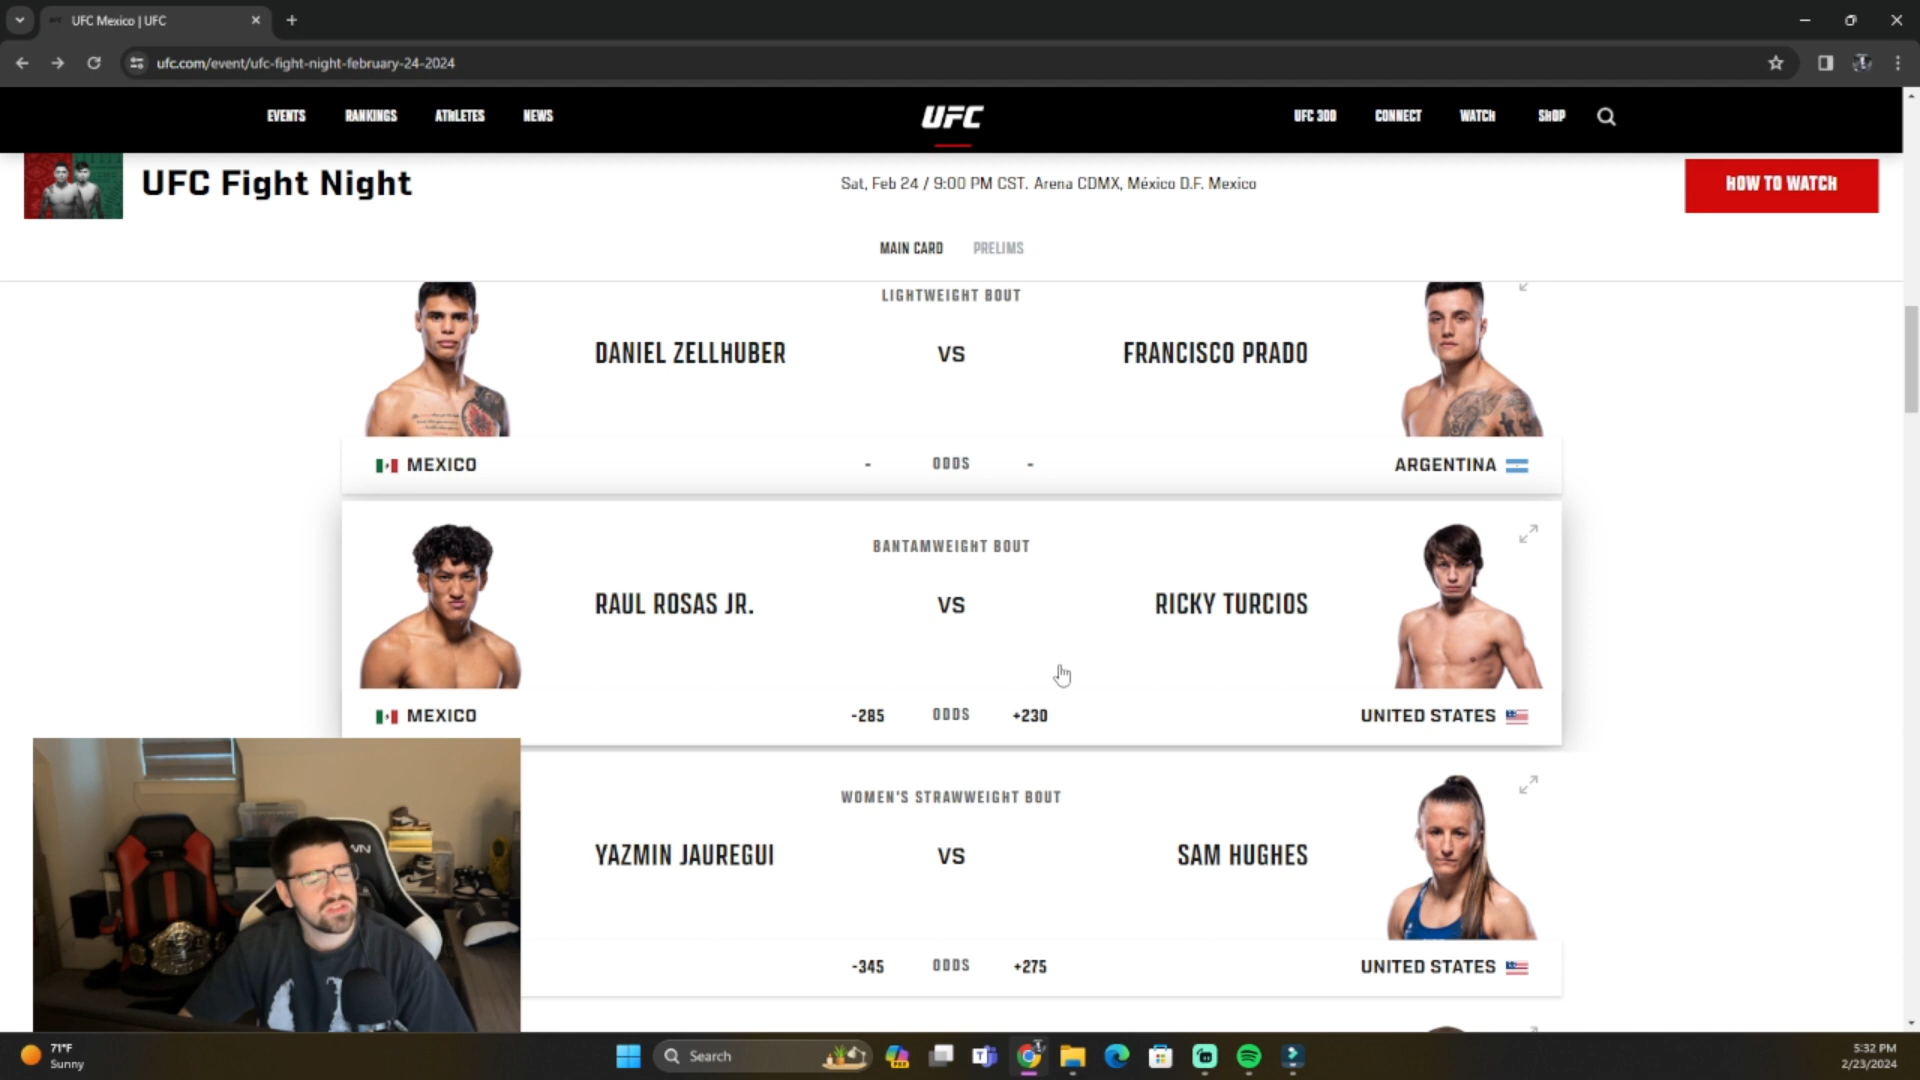 UFC Mexico | UFC
ufc.com/event/ufc-fight-night-february-24-2024
EVENTS RANKINGS ATHLETES NEWS UFC UFC 300 CONNECT WATCH SHOP
UFC Fight Night Sat, Feb 24 / 9:00 PM CST. Arena CDMX, México D.F. Mexico HOW TO WATCH
MAIN CARD PRELIMS
LIGHTWEIGHT BOUT
DANIEL ZELLHUBER VS FRANCISCO PRADO
MEXICO - ODDS - ARGENTINA
BANTAMWEIGHT BOUT
RAUL ROSAS JR. VS RICKY TURCIOS
MEXICO -285 ODDS +230 UNITED STATES
WOMEN'S STRAWWEIGHT BOUT
YAZMIN JAUREGUI VS SAM HUGHES
-345 ODDS +275 UNITED STATES
71°F
Sunny
Search
5:32 PM
2/23/2024